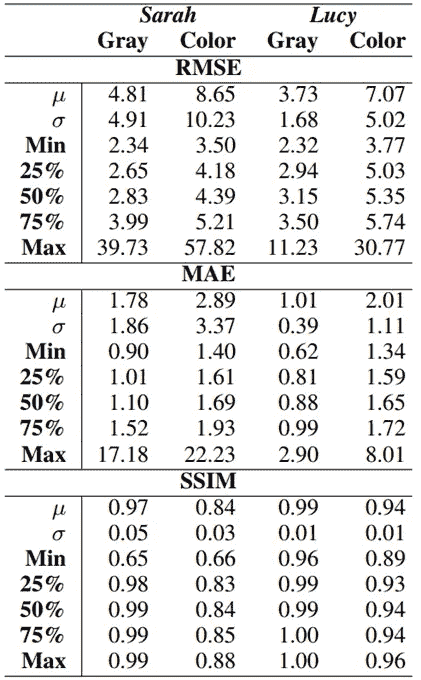 Sarah Lucy
Gray Color Gray Color
RMSE
μ 4.81 8.65 3.73 7.07
σ 4.91 10.23 1.68 5.02
Min 2.34 3.50 2.32 3.77
25% 2.65 4.18 2.94 5.03
50% 2.83 4.39 3.15 5.35
75% 3.99 5.21 3.50 5.74
Max 39.73 57.82 11.23 30.77
MAE
μ 1.78 2.89 1.01 2.01
σ 1.86 3.37 0.39 1.11
Min 0.90 1.40 0.62 1.34
25% 1.01 1.61 0.81 1.59
50% 1.10 1.69 0.88 1.65
75% 1.52 1.93 0.99 1.72
Max 17.18 22.23 2.90 8.01
SSIM
μ 0.97 0.84 0.99 0.94
σ 0.05 0.03 0.01 0.01
Min 0.65 0.66 0.96 0.89
25% 0.98 0.83 0.99 0.93
50% 0.99 0.84 0.99 0.94
75% 0.99 0.85 1.00 0.94
Max 0.99 0.88 1.00 0.96